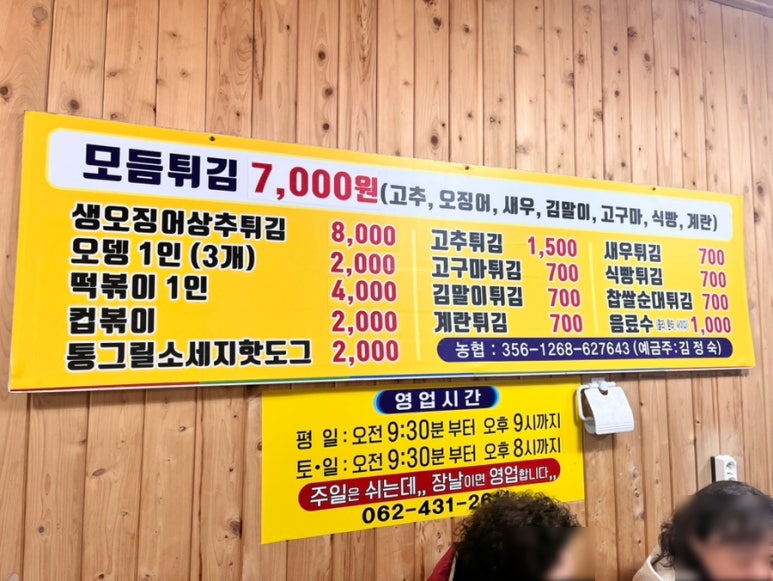 모듬튀김 7,000원(고추, 오징어, 새우, 김말이, 고구마, 식빵, 계란)
생오징어상추튀김 8,000
오뎅 1인 (3개) 2,000
떡볶이 1인 4,000
컵볶이 2,000
통그릴소세지핫도그 2,000
고추튀김 1,500
고구마튀김 700
김말이튀김 700
계란튀김 700
새우튀김 700
식빵튀김 700
찹쌀순대튀김 700
음료수 1,000
농협 : 356-1268-627643 (예금주:김정숙)
영업시간
평 일 : 오전 9:30분부터 오후 9시까지
토•일 : 오전 9:30분부터 오후 8시까지
주일은 쉬는데,, 장날이면 영업합니다,,
062-431-